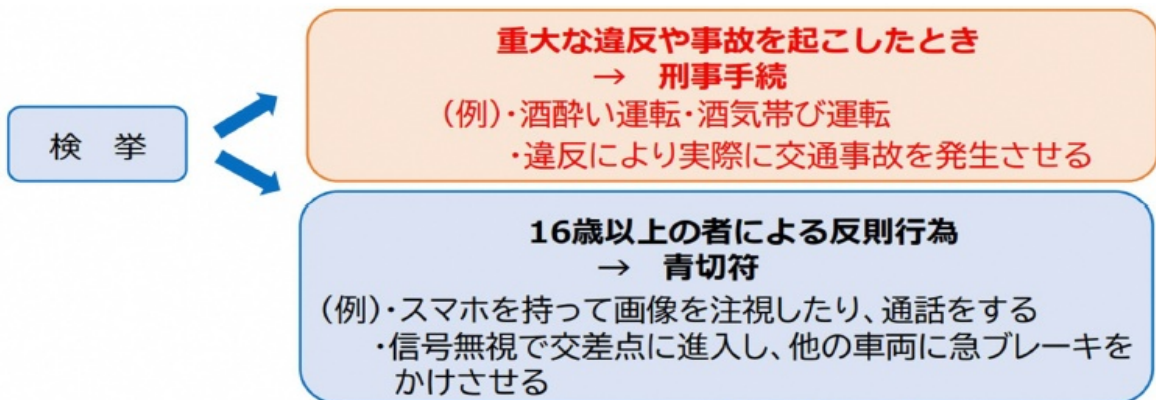 検　挙
重大な違反や事故を起こしたとき
→　刑事手続
（例）・酒酔い運転・酒気帯び運転
・違反により実際に交通事故を発生させる
16歳以上の者による反則行為
→　青切符
（例）・スマホを持って画像を注視したり、通話をする
・信号無視で交差点に進入し、他の車両に急ブレーキを
かけさせる